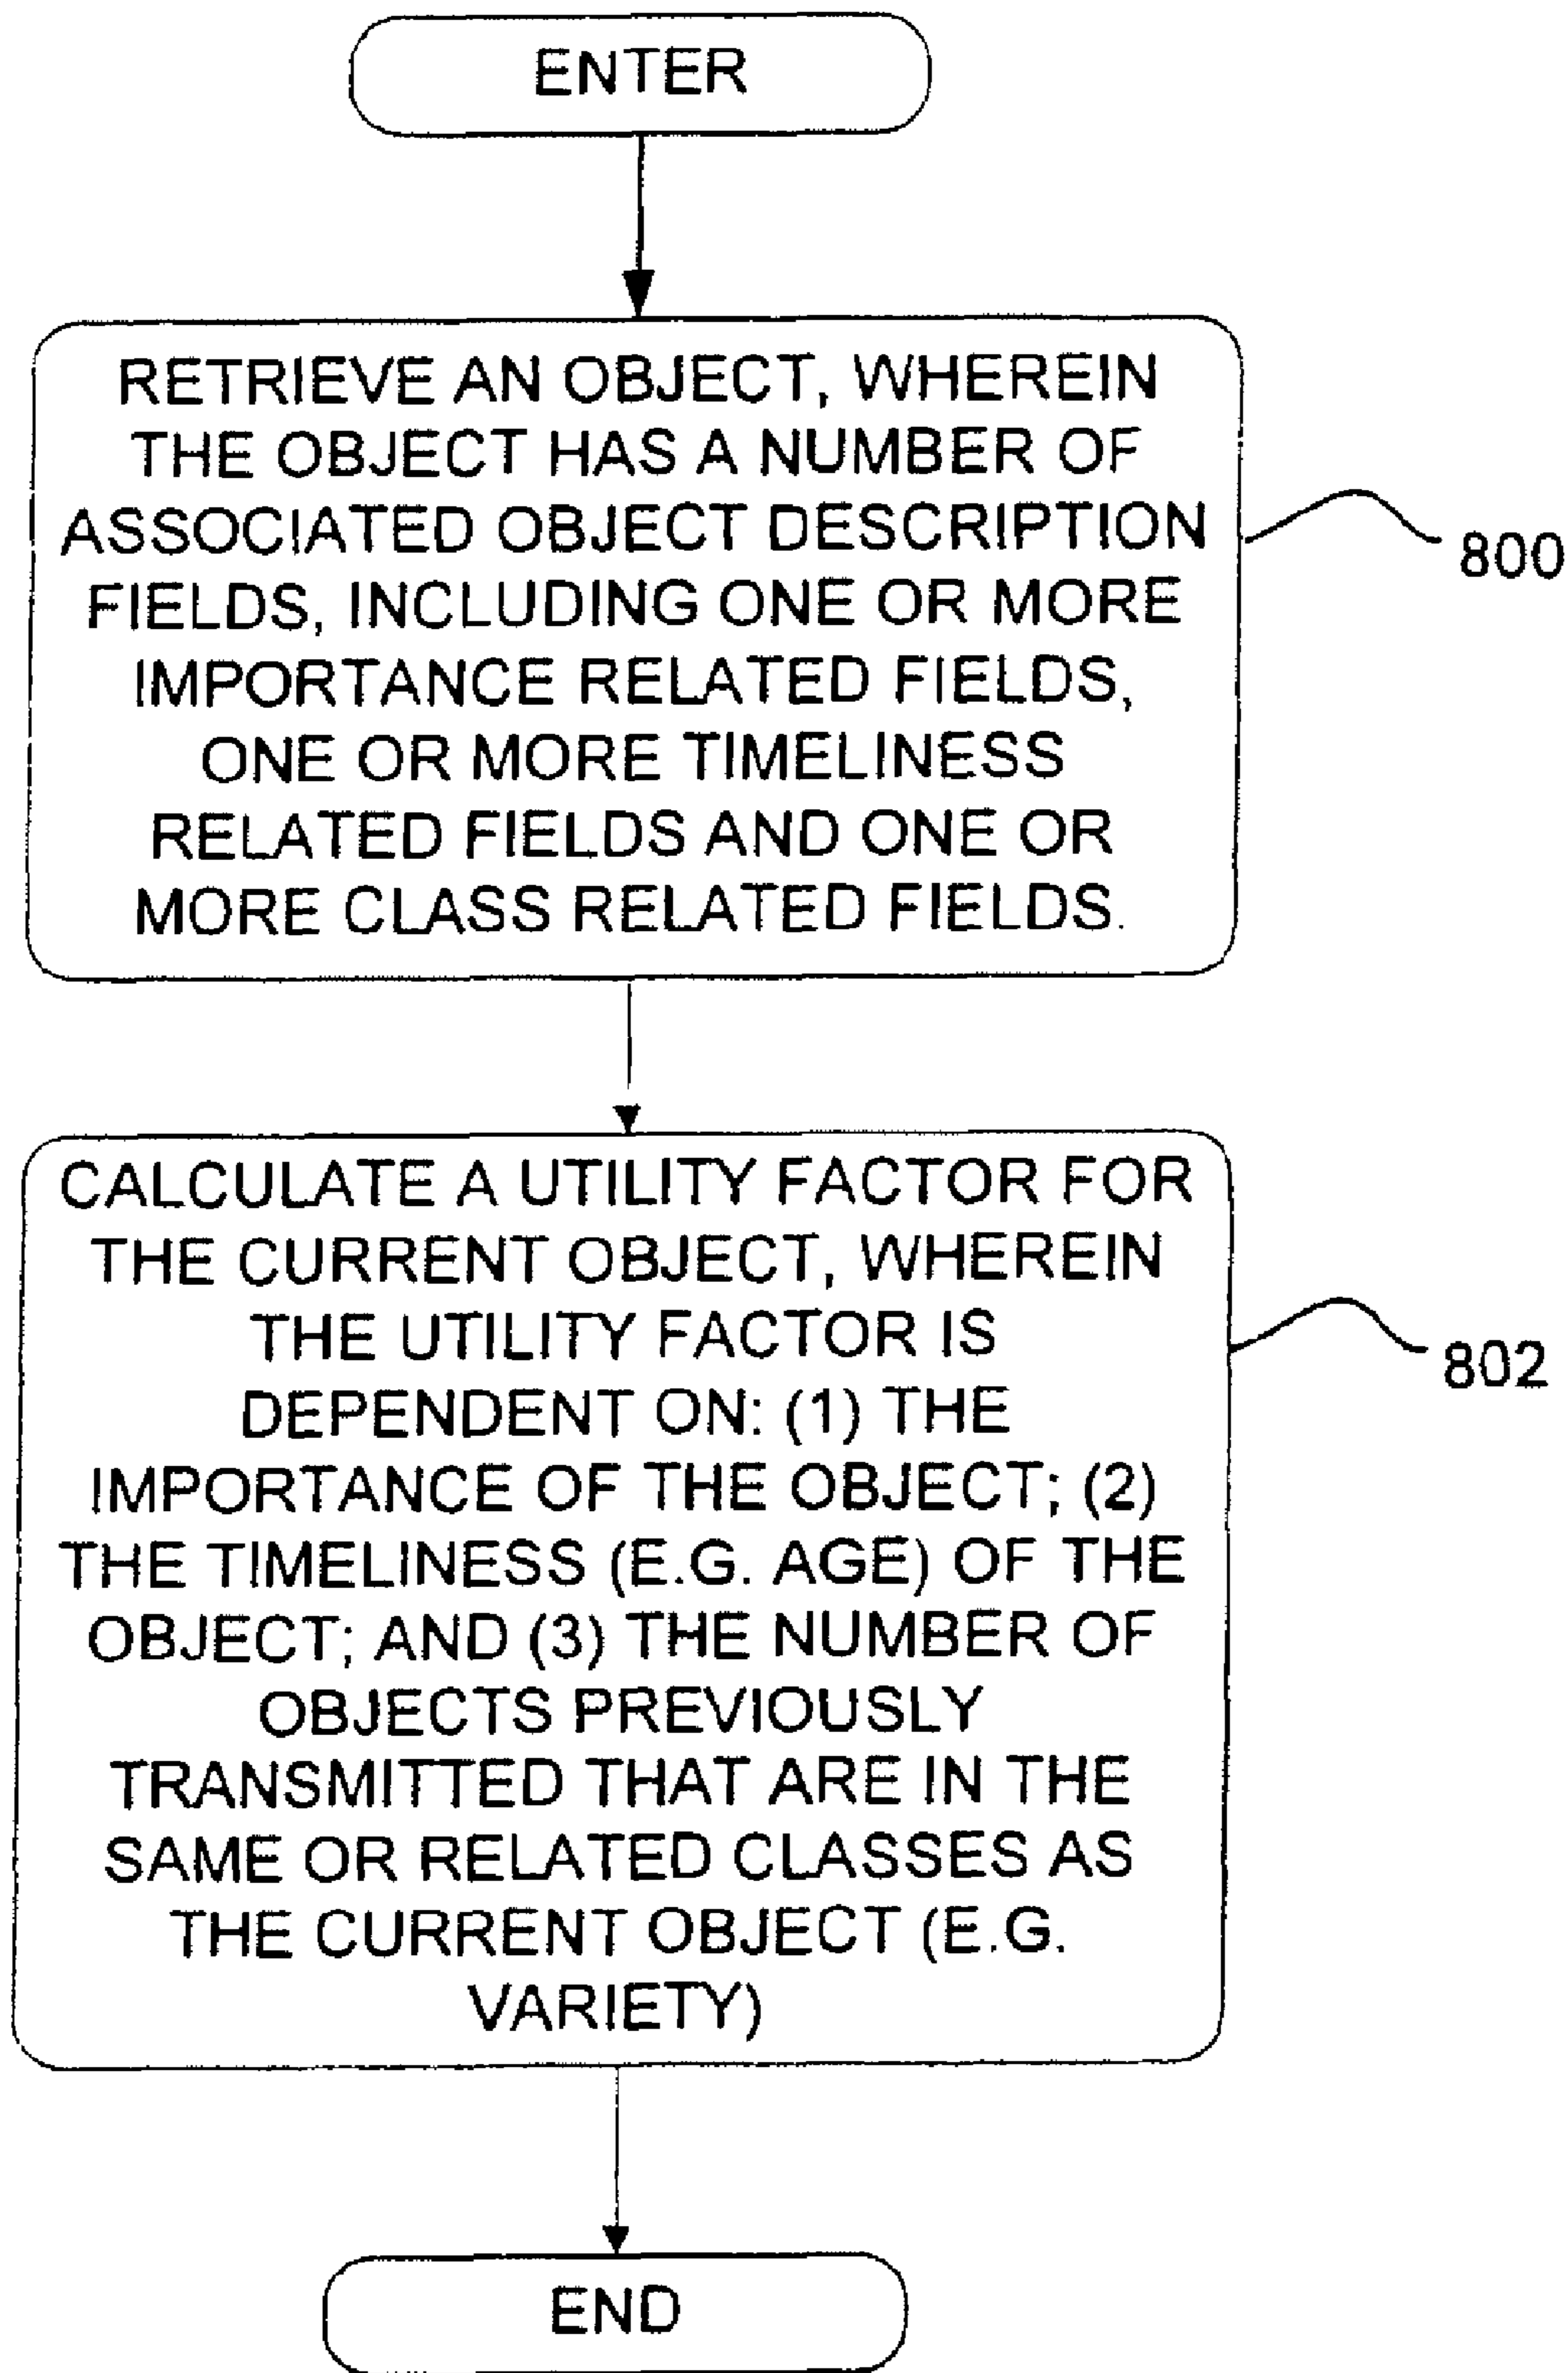 ENTER
RETRIEVE AN OBJECT, WHEREIN
THE OBJECT HAS A NUMBER OF
ASSOCIATED OBJECT DESCRIPTION
FIELDS, INCLUDING ONE OR MORE
IMPORTANCE RELATED FIELDS,
ONE OR MORE TIMELINESS
RELATED FIELDS AND ONE OR
MORE CLASS RELATED FIELDS.
800
CALCULATE A UTILITY FACTOR FOR
THE CURRENT OBJECT, WHEREIN
THE UTILITY FACTOR IS
DEPENDENT ON: (1) THE
IMPORTANCE OF THE OBJECT; (2)
THE TIMELINESS (E.G. AGE) OF THE
OBJECT; AND (3) THE NUMBER OF
OBJECTS PREVIOUSLY
TRANSMITTED THAT ARE IN THE
SAME OR RELATED CLASSES AS
THE CURRENT OBJECT (E.G.
VARIETY)
802
END